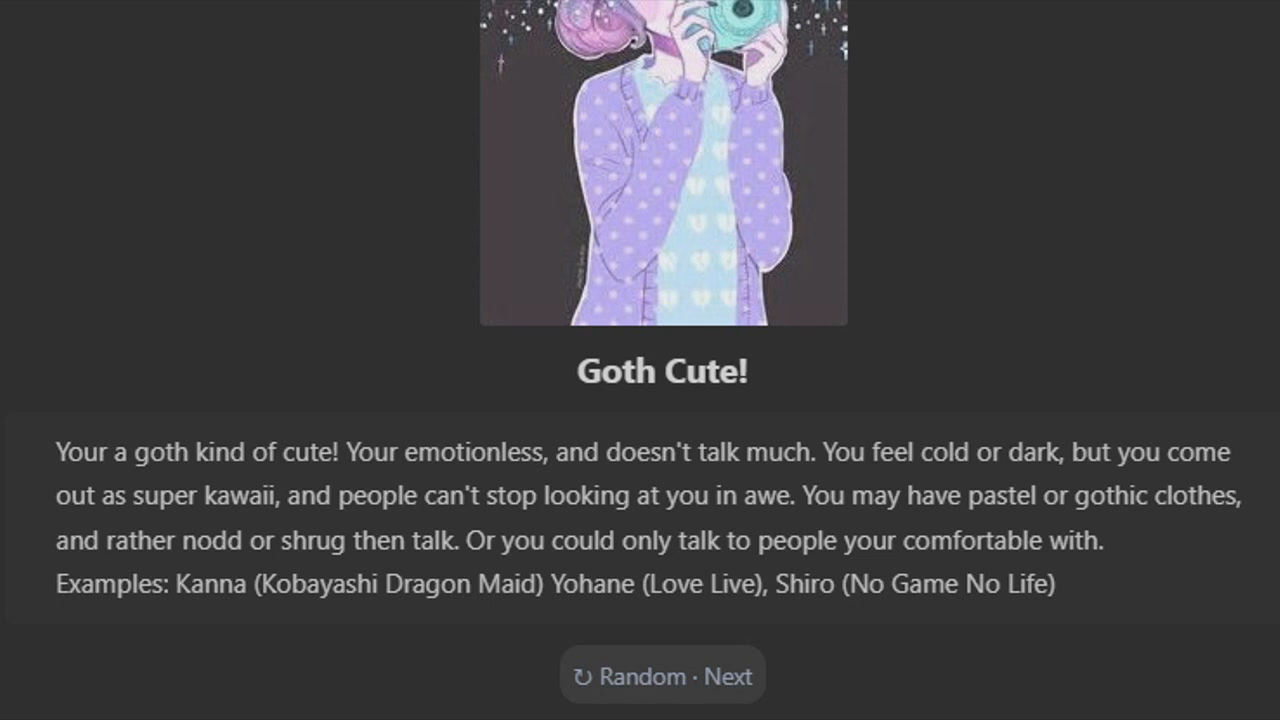 Goth Cute!
Your a goth kind of cute! Your emotionless, and doesn't talk much. You feel cold or dark, but you come
out as super kawaii, and people can't stop looking at you in awe. You may have pastel or gothic clothes,
and rather nodd or shrug then talk. Or you could only talk to people your comfortable with.
Examples: Kanna (Kobayashi Dragon Maid) Yohane (Love Live), Shiro (No Game No Life)
↻ Random · Next